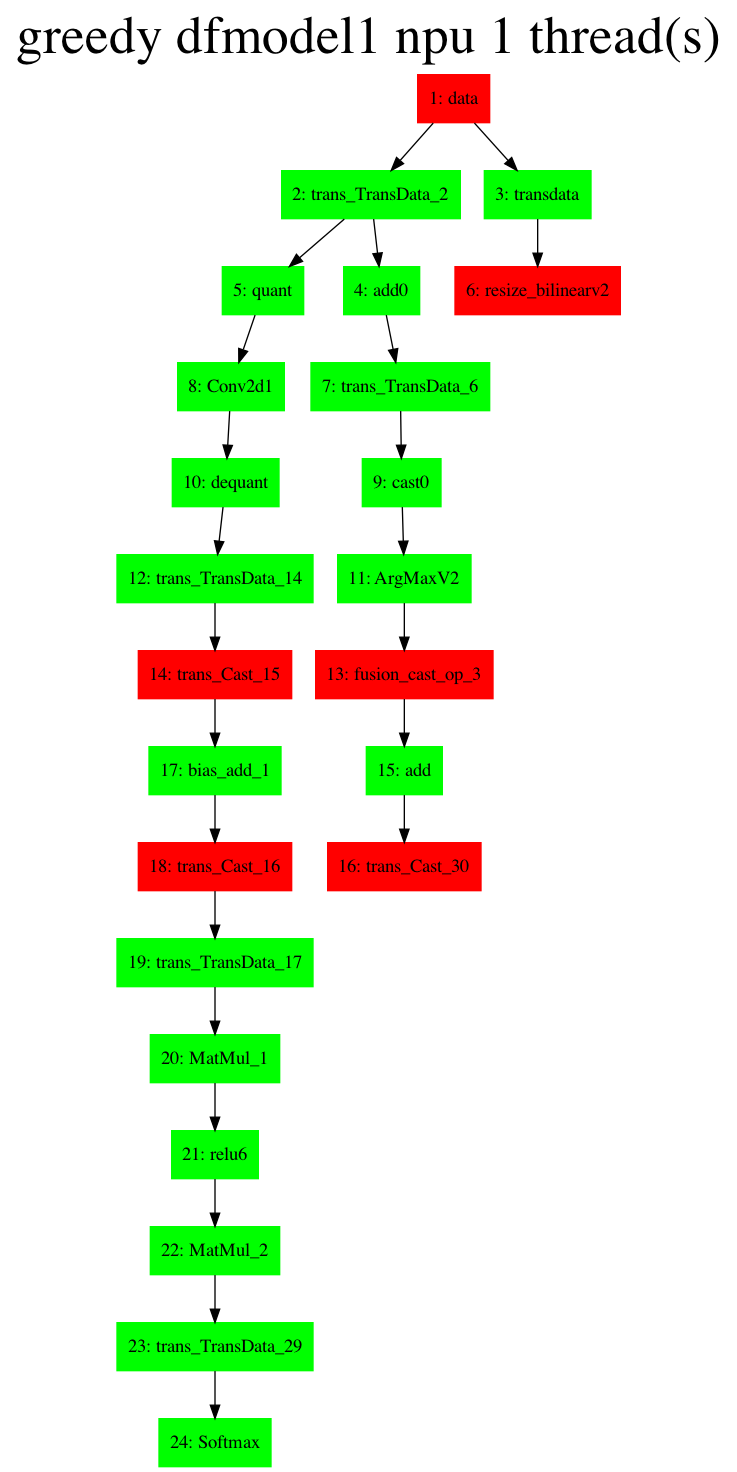 greedy dfmodel1 npu 1 thread(s)
1: data
2: trans_TransData_2
3: transdata
5: quant
4: add0
6: resize_bilinearv2
8: Conv2d1
7: trans_TransData_6
10: dequant
9: cast0
12: trans_TransData_14
11: ArgMaxV2
14: trans_Cast_15
13: fusion_cast_op_3
17: bias_add_1
15: add
18: trans_Cast_16
16: trans_Cast_30
19: trans_TransData_17
20: MatMul_1
21: relu6
22: MatMul_2
23: trans_TransData_29
24: Softmax